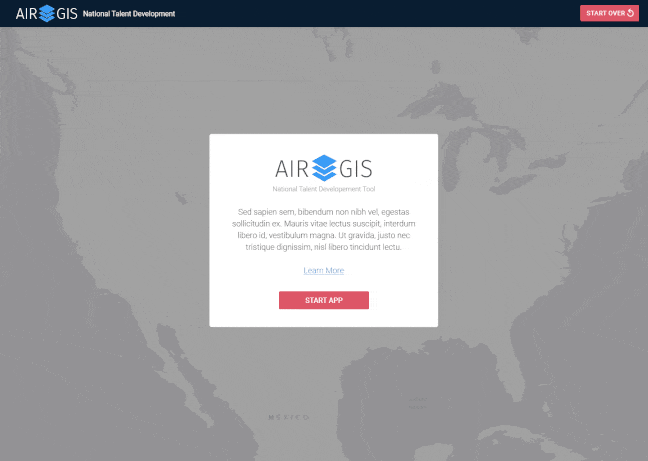 AIR GIS National Talent Development
START OVER
AIR GIS
National Talent Developement Tool
Sed sapien sem, bibendum non nibh vel, egestas
sollicitudin ex. Mauris vitae lectus suscipit, interdum
libero id, vestibulum magna. Ut gravida, justo nec
tristique dignissim, nisl libero tincidunt lectu.
Learn More
START APP
MEXICO